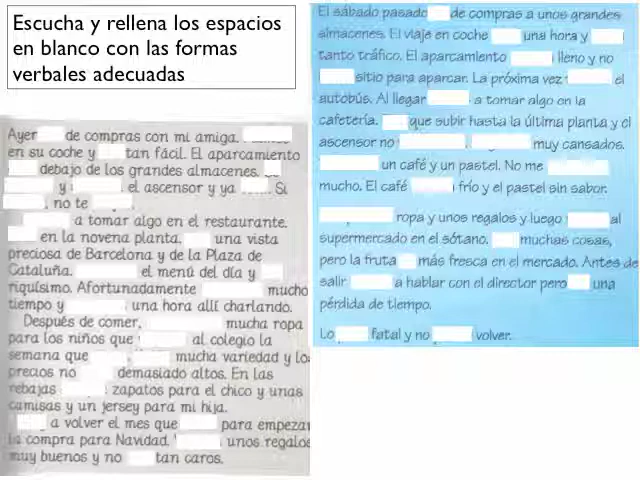 Escucha y rellena los espacios
en blanco con las formas
verbales adecuadas
Ayer de compras con mi amiga.
en su coche y tan fácil. El aparcamiento
debajo de los grandes almacenes.
y el ascensor y ya Si
, no te
a tomar algo en el restaurante.
en la novena planta. una vista
preciosa de Barcelona y de la Plaza de
Cataluña. el menú del día y
riquísimo. Afortunadamente mucho
tiempo y una hora allí charlando.
Después de comer, mucha ropa
para los niños que al colegio la
semana que mucha variedad y los
precios no demasiado altos. En las
rebajas zapatos para el chico y unas
camisas y un jersey para mi hija.
a volver el mes que para empezar
la compra para Navidad. unos regalos
muy buenos y no tan caros.
El sábado pasado de compras a unos grandes
almacenes. El viaje en coche una hora y
tanto tráfico. El aparcamiento lleno y no
sitio para aparcar. La próxima vez el
autobús. Al llegar a tomar algo en la
cafetería. que subir hasta la última planta y el
ascensor no muy cansados.
un café y un pastel. No me
mucho. El café frío y el pastel sin sabor.
ropa y unos regalos y luego al
supermercado en el sótano. muchas cosas,
pero la fruta más fresca en el mercado. Antes de
salir a hablar con el director pero una
pérdida de tiempo.
Lo fatal y no volver.